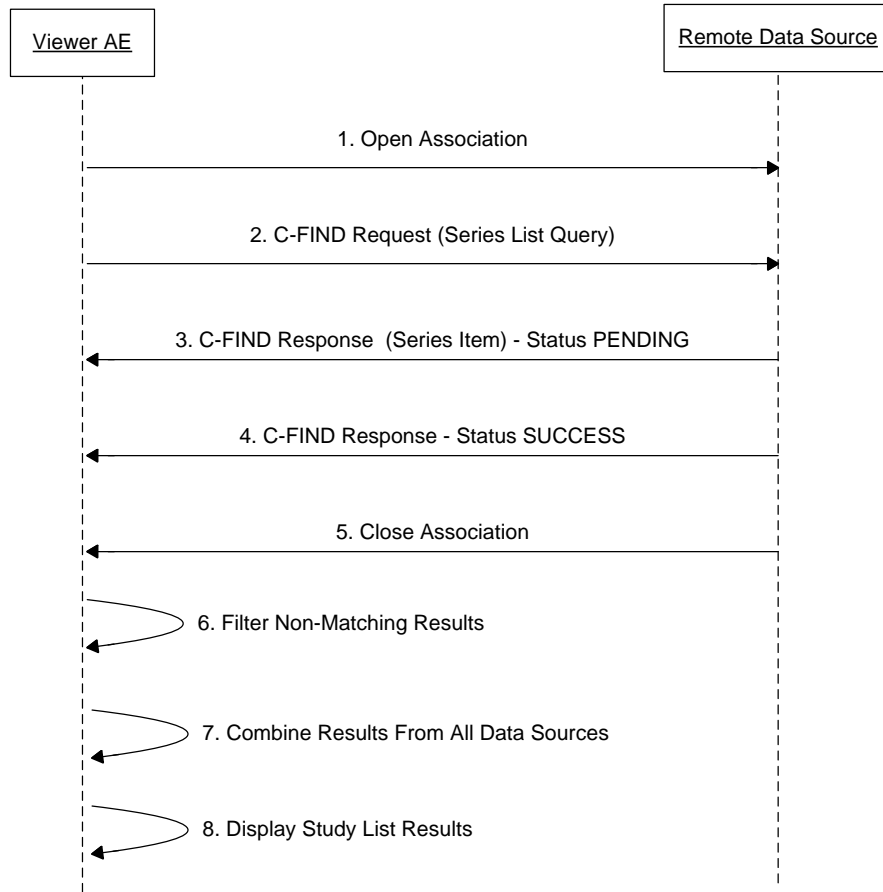 Viewer AE
Remote Data Source
1. Open Association
2. C-FIND Request (Series List Query)
3. C-FIND Response  (Series Item) - Status PENDING
4. C-FIND Response - Status SUCCESS
5. Close Association
6. Filter Non-Matching Results
7. Combine Results From All Data Sources
8. Display Study List Results